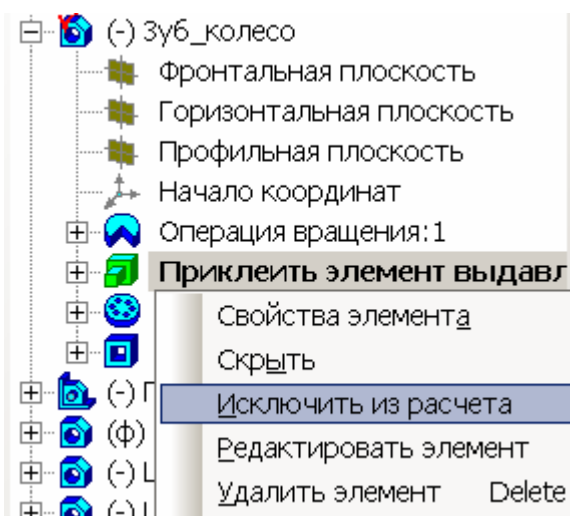 (-) Зуб_колесо
Фронтальная плоскость
Горизонтальная плоскость
Профильная плоскость
Начало координат
Операция вращения:1
Приклеить элемент выдавл
Свойства элемента
Скрыть
(-)
Исключить из расчета
(ф)
Редактировать элемент
(-)
Удалить элемент Delete
(-)